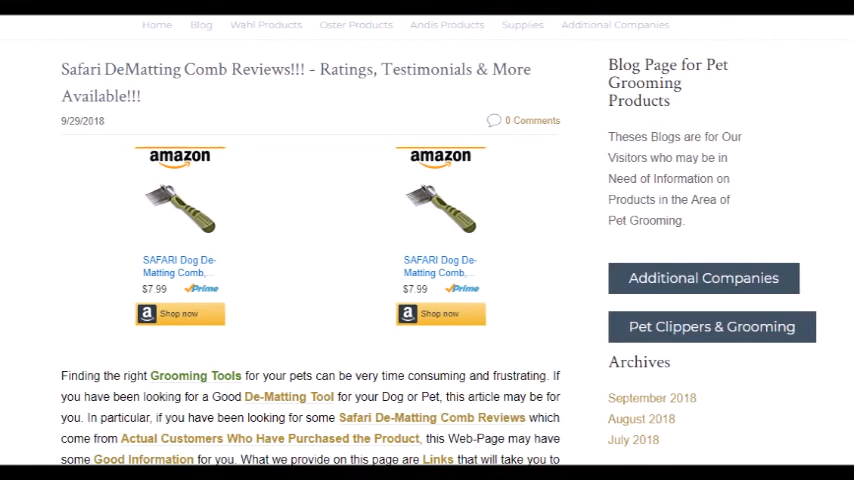 Home Blog Wahl Products Oster Products Andis Products Supplies Additional Companies
Safari DeMatting Comb Reviews!!! - Ratings, Testimonials & More
Available!!!
9/29/2018
0 Comments
amazon
SAFARI Dog De-
Matting Comb,...
$7.99 Prime
a Shop now
amazon
SAFARI Dog De-
Matting Comb,...
$7.99 Prime
a Shop now
Finding the right Grooming Tools for your pets can be very time consuming and frustrating. If
you have been looking for a Good De-Matting Tool for your Dog or Pet, this article may be for
you. In particular, if you have been looking for some Safari De-Matting Comb Reviews which
come from Actual Customers Who Have Purchased the Product, this Web-Page may have
some Good Information for you. What we provide on this page are Links that will take you to
Blog Page for Pet
Grooming
Products
Theses Blogs are for Our
Visitors who may be in
Need of Information on
Products in the Area of
Pet Grooming.
Additional Companies
Pet Clippers & Grooming
Archives
September 2018
August 2018
July 2018